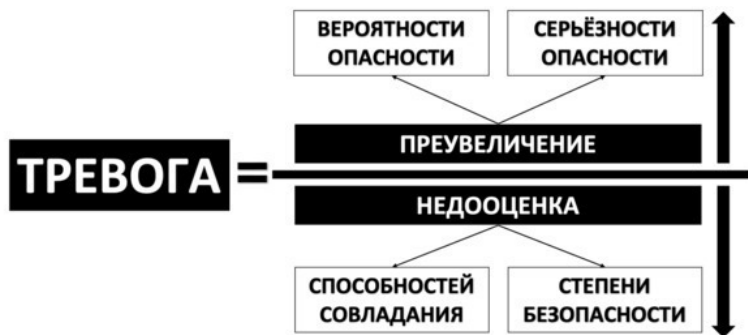 ВЕРОЯТНОСТИ
ОПАСНОСТИ
СЕРЬЁЗНОСТИ
ОПАСНОСТИ
ПРЕУВЕЛИЧЕНИЕ
ТРЕВОГА =
НЕДООЦЕНКА
СПОСОБНОСТЕЙ
СОВЛАДАНИЯ
СТЕПЕНИ
БЕЗОПАСНОСТИ